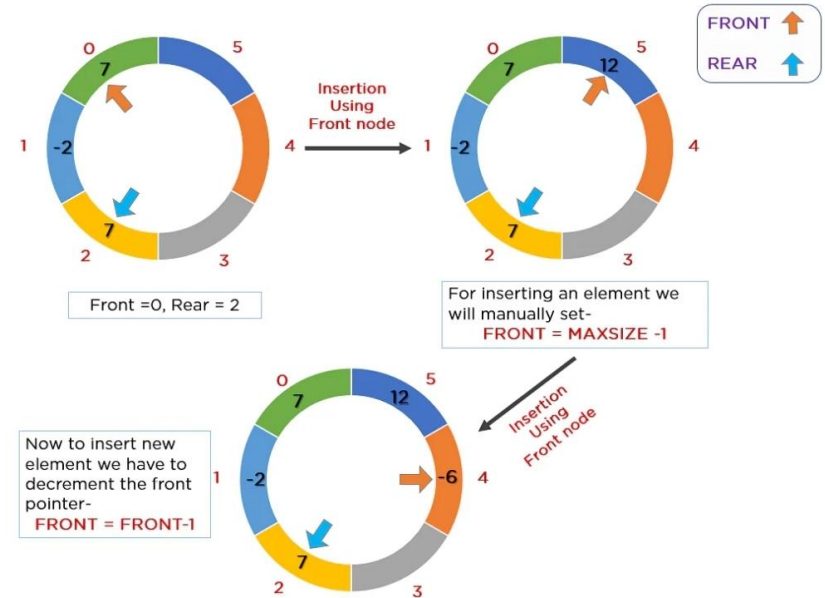 FRONT
REAR
0
5
7
1
-2
4
7
2
3
Front =0, Rear = 2
Insertion
Using
Front node
0
5
7
12
1
-2
4
7
2
3
For inserting an element we
will manually set-
FRONT = MAXSIZE -1
Insertion
Using
Front node
0
5
7
12
1
-2
-6
4
7
2
3
Now to insert new
element we have to
decrement the front
pointer-
FRONT = FRONT-1